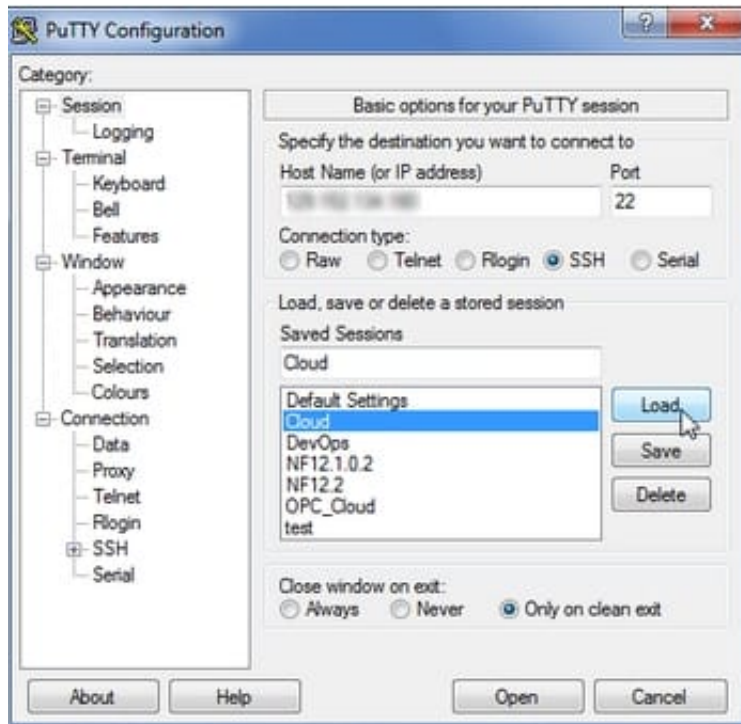 PuTTY Configuration
Category:
Session
Logging
Terminal
Keyboard
Bell
Features
Window
Appearance
Behaviour
Translation
Selection
Colours
Connection
Data
Proxy
Telnet
Rlogin
SSH
Serial
Basic options for your PuTTY session
Specify the destination you want to connect to
Host Name (or IP address) Port
22
Connection type:
Raw Telnet Rlogin SSH Serial
Load, save or delete a stored session
Saved Sessions
Cloud
Default Settings
Cloud
DevOps
NF12.1.0.2
NF12.2
OPC_Cloud
test
Load
Save
Delete
Close window on exit:
Always Never Only on clean exit
About Help Open Cancel